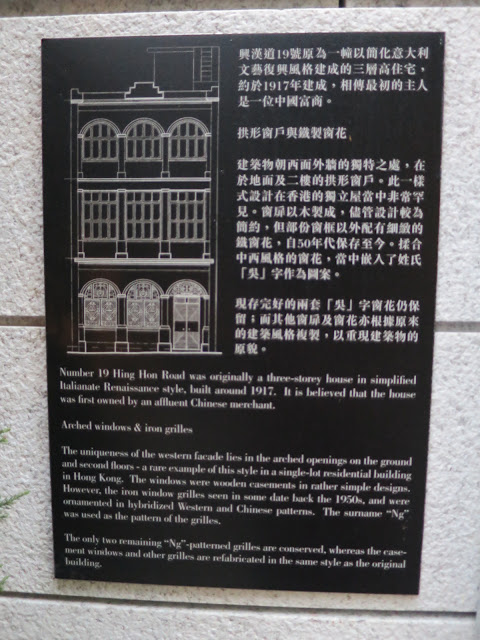 興漢道19號原為一幢以簡化意大利
文藝復興風格建成的三層高住宅，
約於1917年建成，相傳最初的主人
是一位中國富商。
拱形窗戶與鐵製窗花
建築物朝西面外牆的獨特之處，在
於地面及二樓的拱形窗戶。此一樣
式設計在香港的獨立屋當中非常罕
見。窗扉以木製成，儘管設計較為
簡約，但部份窗框以外配有細緻的
鐵窗花，自50年代保存至今。揉合
中西風格的窗花，當中嵌入了姓氏
「吳」字作為圖案。
現存完好的兩套「吳」字窗花仍保
留；而其他窗扉及窗花亦根據原來
的建築風格複製，以重現建築物的
原貌。
Number 19 Hing Hon Road was originally a three-storey house in simplified
Italianate Renaissance style, built around 1917. It is believed that the house
was first owned by an affluent Chinese merchant.
Arched windows & iron grilles
The uniqueness of the western facade lies in the arched openings on the ground
and second floors - a rare example of this style in a single-lot residential building
in Hong Kong. The windows were wooden casements in rather simple designs.
However, the iron window grilles seen in some date back the 1950s, and were
ornamented in hybridized Western and Chinese patterns. The surname “Ng”
was used as the pattern of the grilles.
The only two remaining “Ng”-patterned grilles are conserved, whereas the case-
ment windows and other grilles are refabricated in the same style as the original
building.